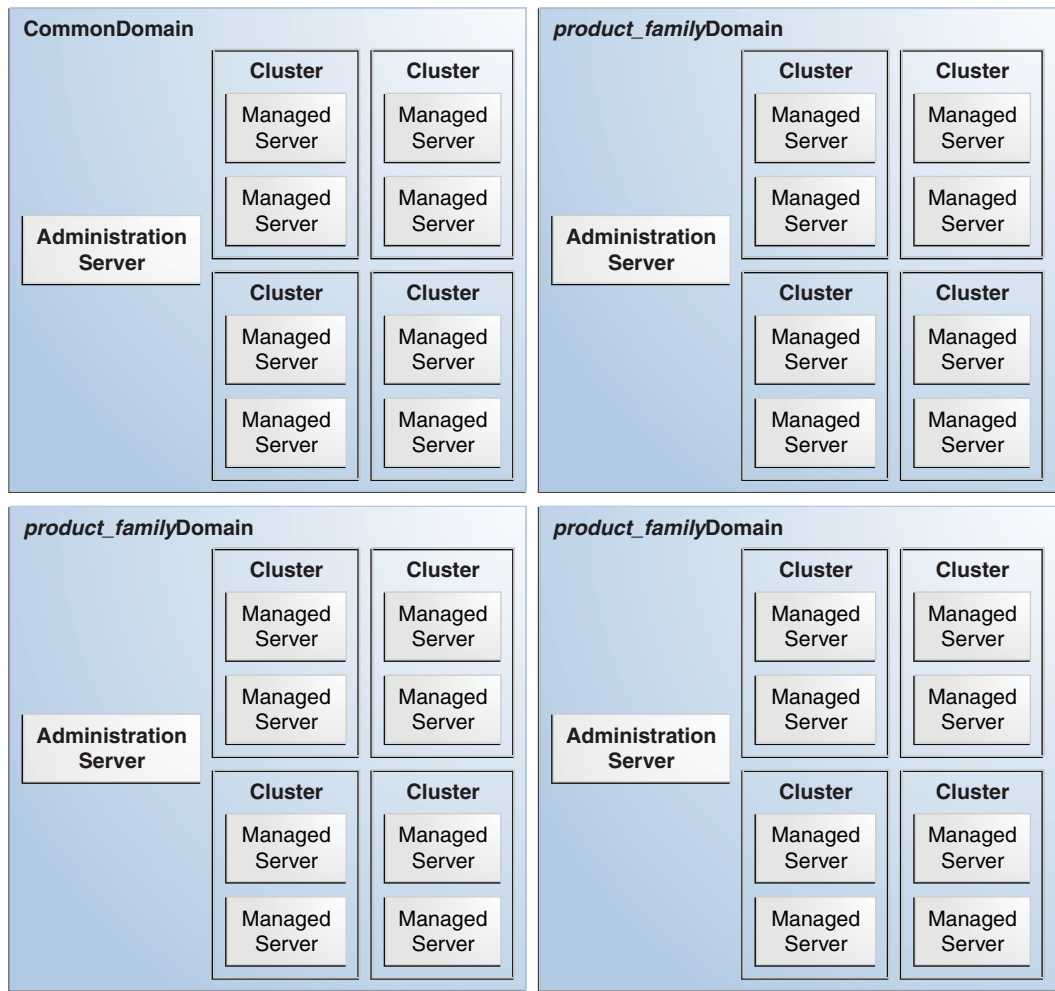 CommonDomain
Cluster
Cluster
Managed
Server
Managed
Server
Managed
Server
Managed
Server
Administration
Server
Cluster
Cluster
Managed
Server
Managed
Server
Managed
Server
Managed
Server
product_familyDomain
Cluster
Cluster
Managed
Server
Managed
Server
Managed
Server
Managed
Server
Administration
Server
Cluster
Cluster
Managed
Server
Managed
Server
Managed
Server
Managed
Server
product_familyDomain
Cluster
Cluster
Managed
Server
Managed
Server
Managed
Server
Managed
Server
Administration
Server
Cluster
Cluster
Managed
Server
Managed
Server
Managed
Server
Managed
Server
product_familyDomain
Cluster
Cluster
Managed
Server
Managed
Server
Managed
Server
Managed
Server
Administration
Server
Cluster
Cluster
Managed
Server
Managed
Server
Managed
Server
Managed
Server